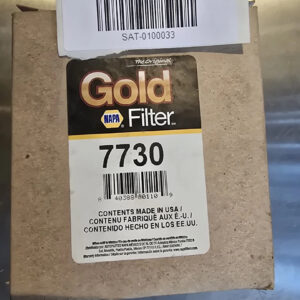 SAT-0100033
The Original
Gold
NAPA Filter
7730
CONTENTS MADE IN USA /
CONTENU FABRIQUÉ AUX É.-U. /
CONTENIDO HECHO EN LOS EE.UU.